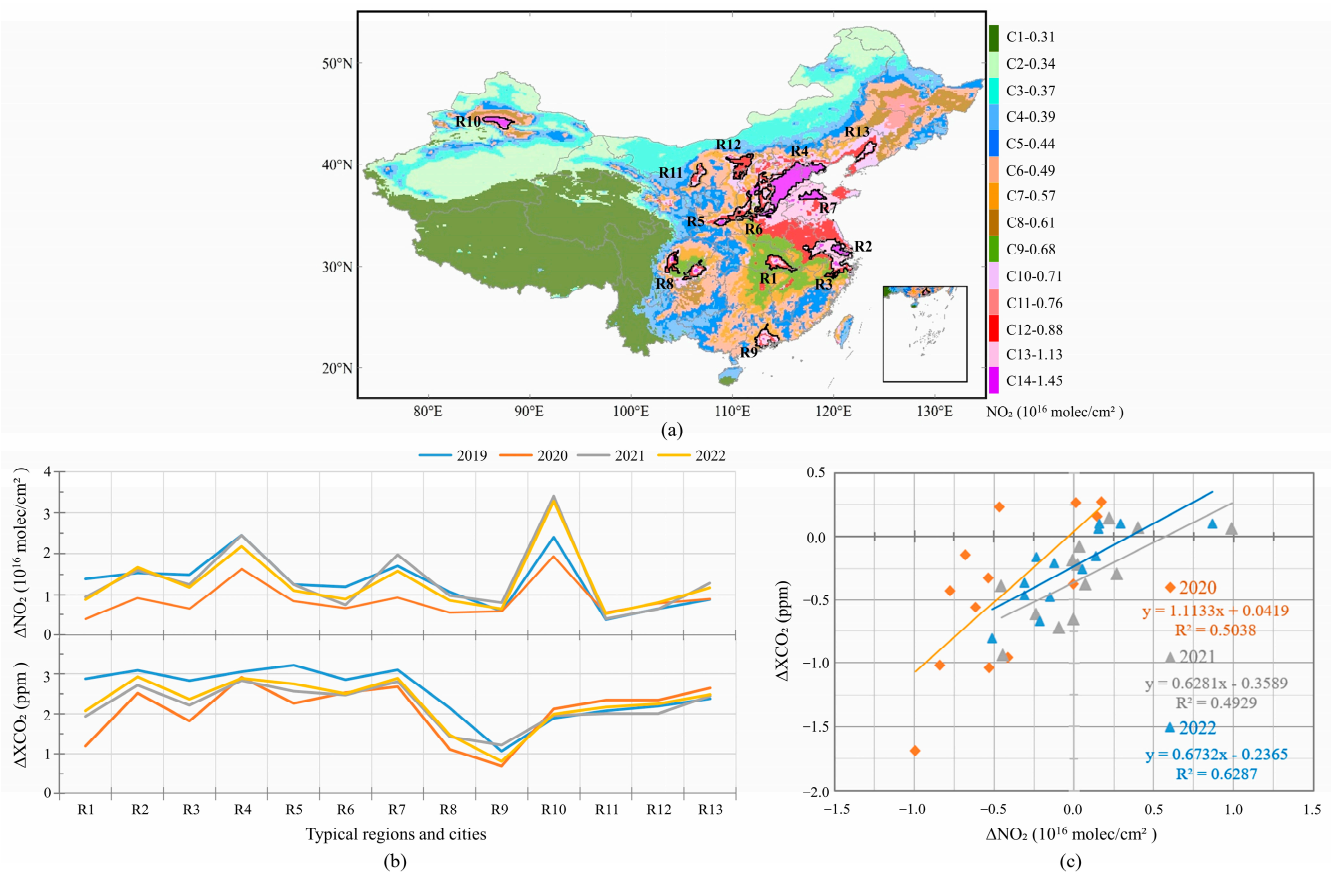 50°N
40°N
30°N
20°N
80°E
90°E
100°E
110°E
120°E
130°E
R10
R12
R4
R13
R11
R5
R6
R7
R2
R8
R1
R3
R9
C1-0.31
C2-0.34
C3-0.37
C4-0.39
C5-0.44
C6-0.49
C7-0.57
C8-0.61
C9-0.68
C10-0.71
C11-0.76
C12-0.88
C13-1.13
C14-1.45
NO₂ (10¹⁶ molec/cm² )
(a)
2019 2020 2021 2022
ΔNO₂ (10¹⁶ molec/cm²)
4
3
2
1
0
ΔXCO₂ (ppm )
3
2
1
0
R1 R2 R3 R4 R5 R6 R7 R8 R9 R10 R11 R12 R13
Typical regions and cities
(b)
ΔXCO₂ (ppm)
0.5
0.0
−0.5
−1.0
−1.5
−2.0
2020
y = 1.1133x + 0.0419
R² = 0.5038
2021
y = 0.6281x - 0.3589
R² = 0.4929
2022
y = 0.6732x - 0.2365
R² = 0.6287
−1.5 −1.0 −0.5 0.0 0.5 1.0 1.5
ΔNO₂ (10¹⁶ molec/cm² )
(c)